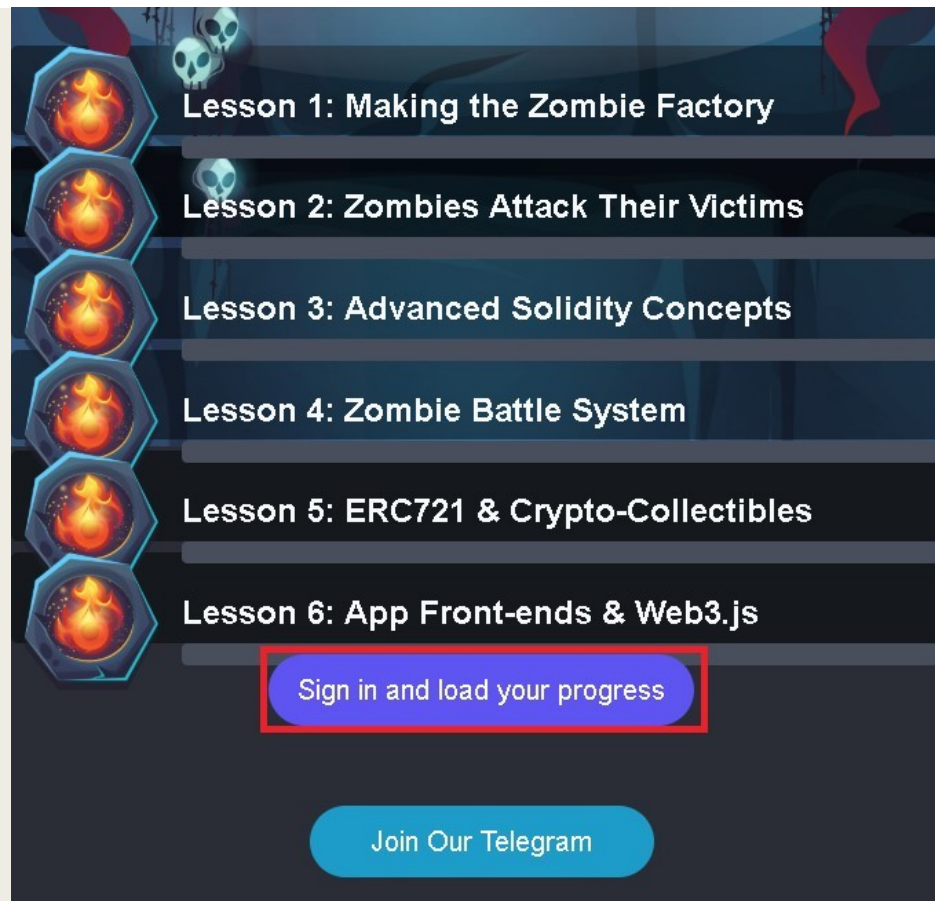 Lesson 1: Making the Zombie Factory
Lesson 2: Zombies Attack Their Victims
Lesson 3: Advanced Solidity Concepts
Lesson 4: Zombie Battle System
Lesson 5: ERC721 & Crypto-Collectibles
Lesson 6: App Front-ends & Web3.js
Sign in and load your progress
Join Our Telegram